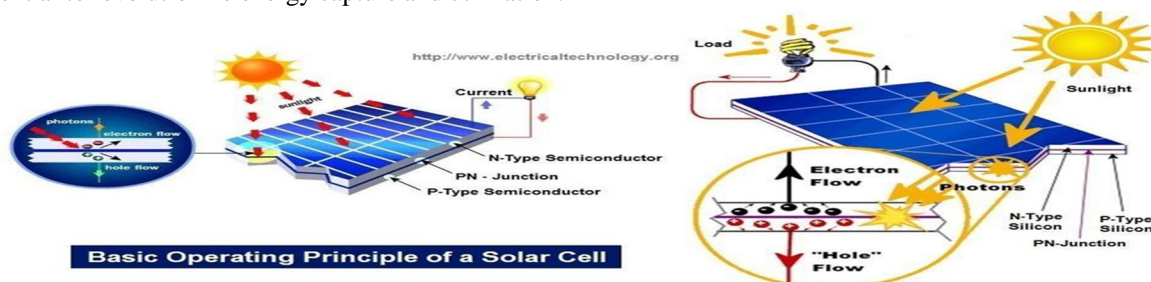 http://www.electricaltechnology.org
sunlight
Current
photons
electron flow
hole flow
N-Type Semiconductor
PN - Junction
P-Type Semiconductor
Basic Operating Principle of a Solar Cell
Load
Sunlight
Electron
Flow
Photons
N-Type
Silicon
P-Type
Silicon
PN-Junction
"Hole"
Flow